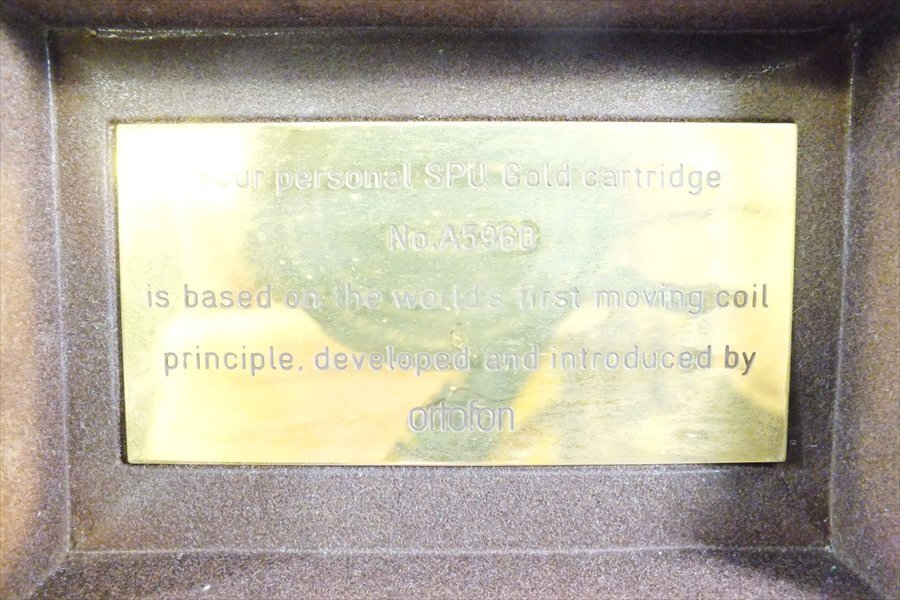 Your personal SPU Gold cartridge
No.A5960
is based on the world's first moving coil
principle, developed and introduced by
ortofon